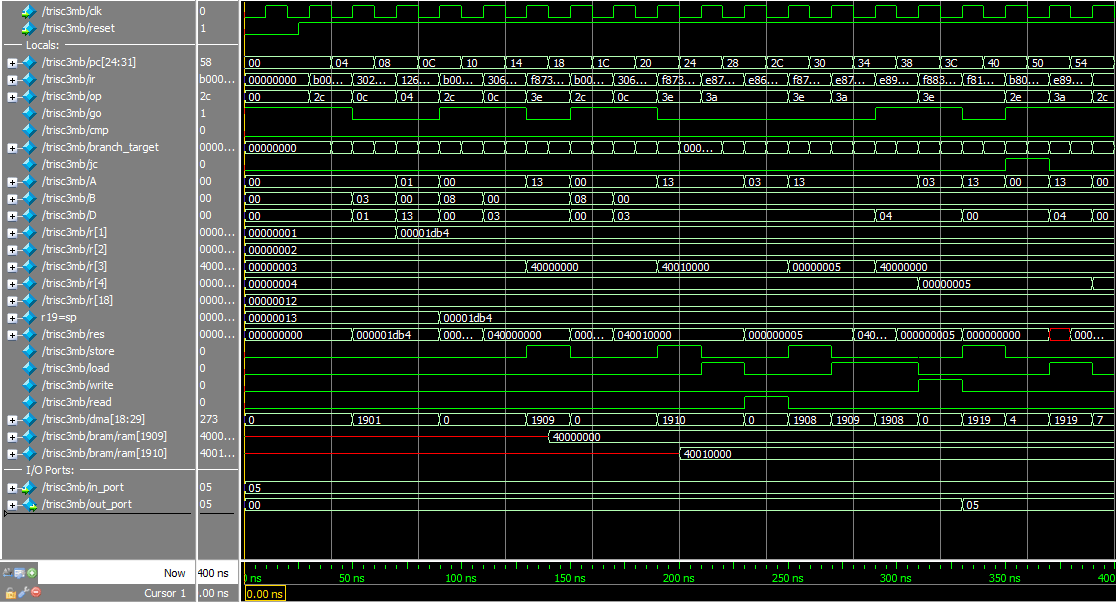 /trisc3mb/clk 0
/trisc3mb/reset 1
Locals:
/trisc3mb/pc[24:31] 58 00 04 08 0C 10 14 18 1C 20 24 28 2C 30 34 38 3C 40 50 54
/trisc3mb/ir b000... 00000000 b00... 302... 126... b00... 306... f873... b00... 306... f873... e87... e86... f87... e87... e89... f883... f81... b80... e89...
/trisc3mb/op 2c 00 2c 0c 04 2c 0c 3e 2c 0c 3e 3a 3e 3a 3e 2e 3a 2c
/trisc3mb/go 1
/trisc3mb/cmp 0
/trisc3mb/branch_target 0000... 00000000 000...
/trisc3mb/jc 0
/trisc3mb/A 00 00 01 00 13 00 13 03 13 03 13 00 13 00
/trisc3mb/B 00 00 03 00 08 00 08 00
/trisc3mb/D 00 00 01 13 00 03 00 03 04 00 04 00
/trisc3mb/r[1] 0000... 00000001 00001db4
/trisc3mb/r[2] 0000... 00000002
/trisc3mb/r[3] 4000... 00000003 40000000 40010000 00000005 40000000
/trisc3mb/r[4] 0000... 00000004 00000005
/trisc3mb/r[18] 0000... 00000012
r19=sp 0000... 00000013 00001db4
/trisc3mb/res 0000... 000000000 000001db4 000... 040000000 000... 040010000 000000005 040... 000000005 000000000 000...
/trisc3mb/store 0
/trisc3mb/load 0
/trisc3mb/write 0
/trisc3mb/read 0
/trisc3mb/dma[18:29] 273 0 1901 0 1909 0 1910 0 1908 1909 1908 0 1919 4 1919 7
/trisc3mb/bram/ram[1909] 4000... 40000000
/trisc3mb/bram/ram[1910] 4001... 40010000
I/O Ports:
/trisc3mb/in_port 05 05
/trisc3mb/out_port 05 00 05
Now 400 ns 0 ns 50 ns 100 ns 150 ns 200 ns 250 ns 300 ns 350 ns 400
Cursor 1 .00 ns 0.00 ns